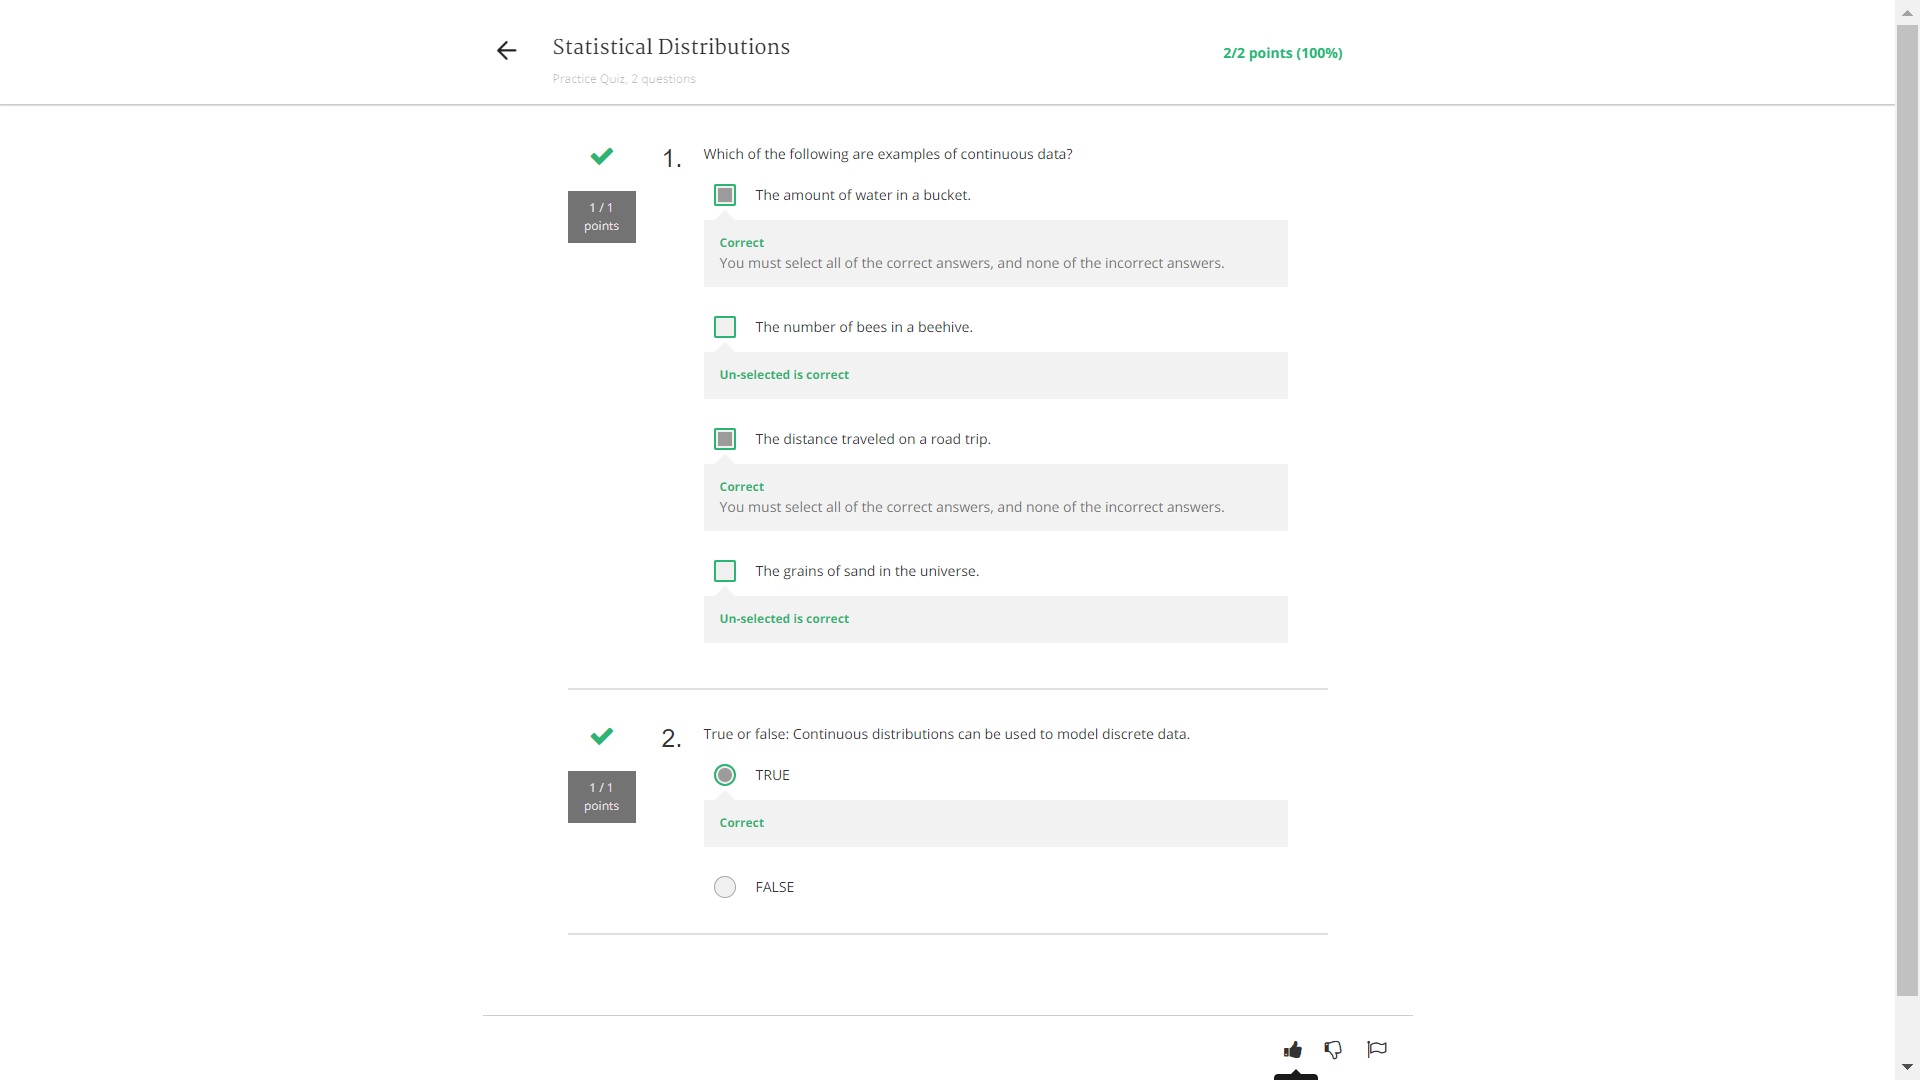 Statistical Distributions
2/2 points (100%)
Practice Quiz, 2 questions
1.
Which of the following are examples of continuous data?
1 / 1
points
The amount of water in a bucket.
Correct
You must select all of the correct answers, and none of the incorrect answers.
The number of bees in a beehive.
Un-selected is correct
The distance traveled on a road trip.
Correct
You must select all of the correct answers, and none of the incorrect answers.
The grains of sand in the universe.
Un-selected is correct
2.
True or false: Continuous distributions can be used to model discrete data.
1 / 1
points
TRUE
Correct
FALSE